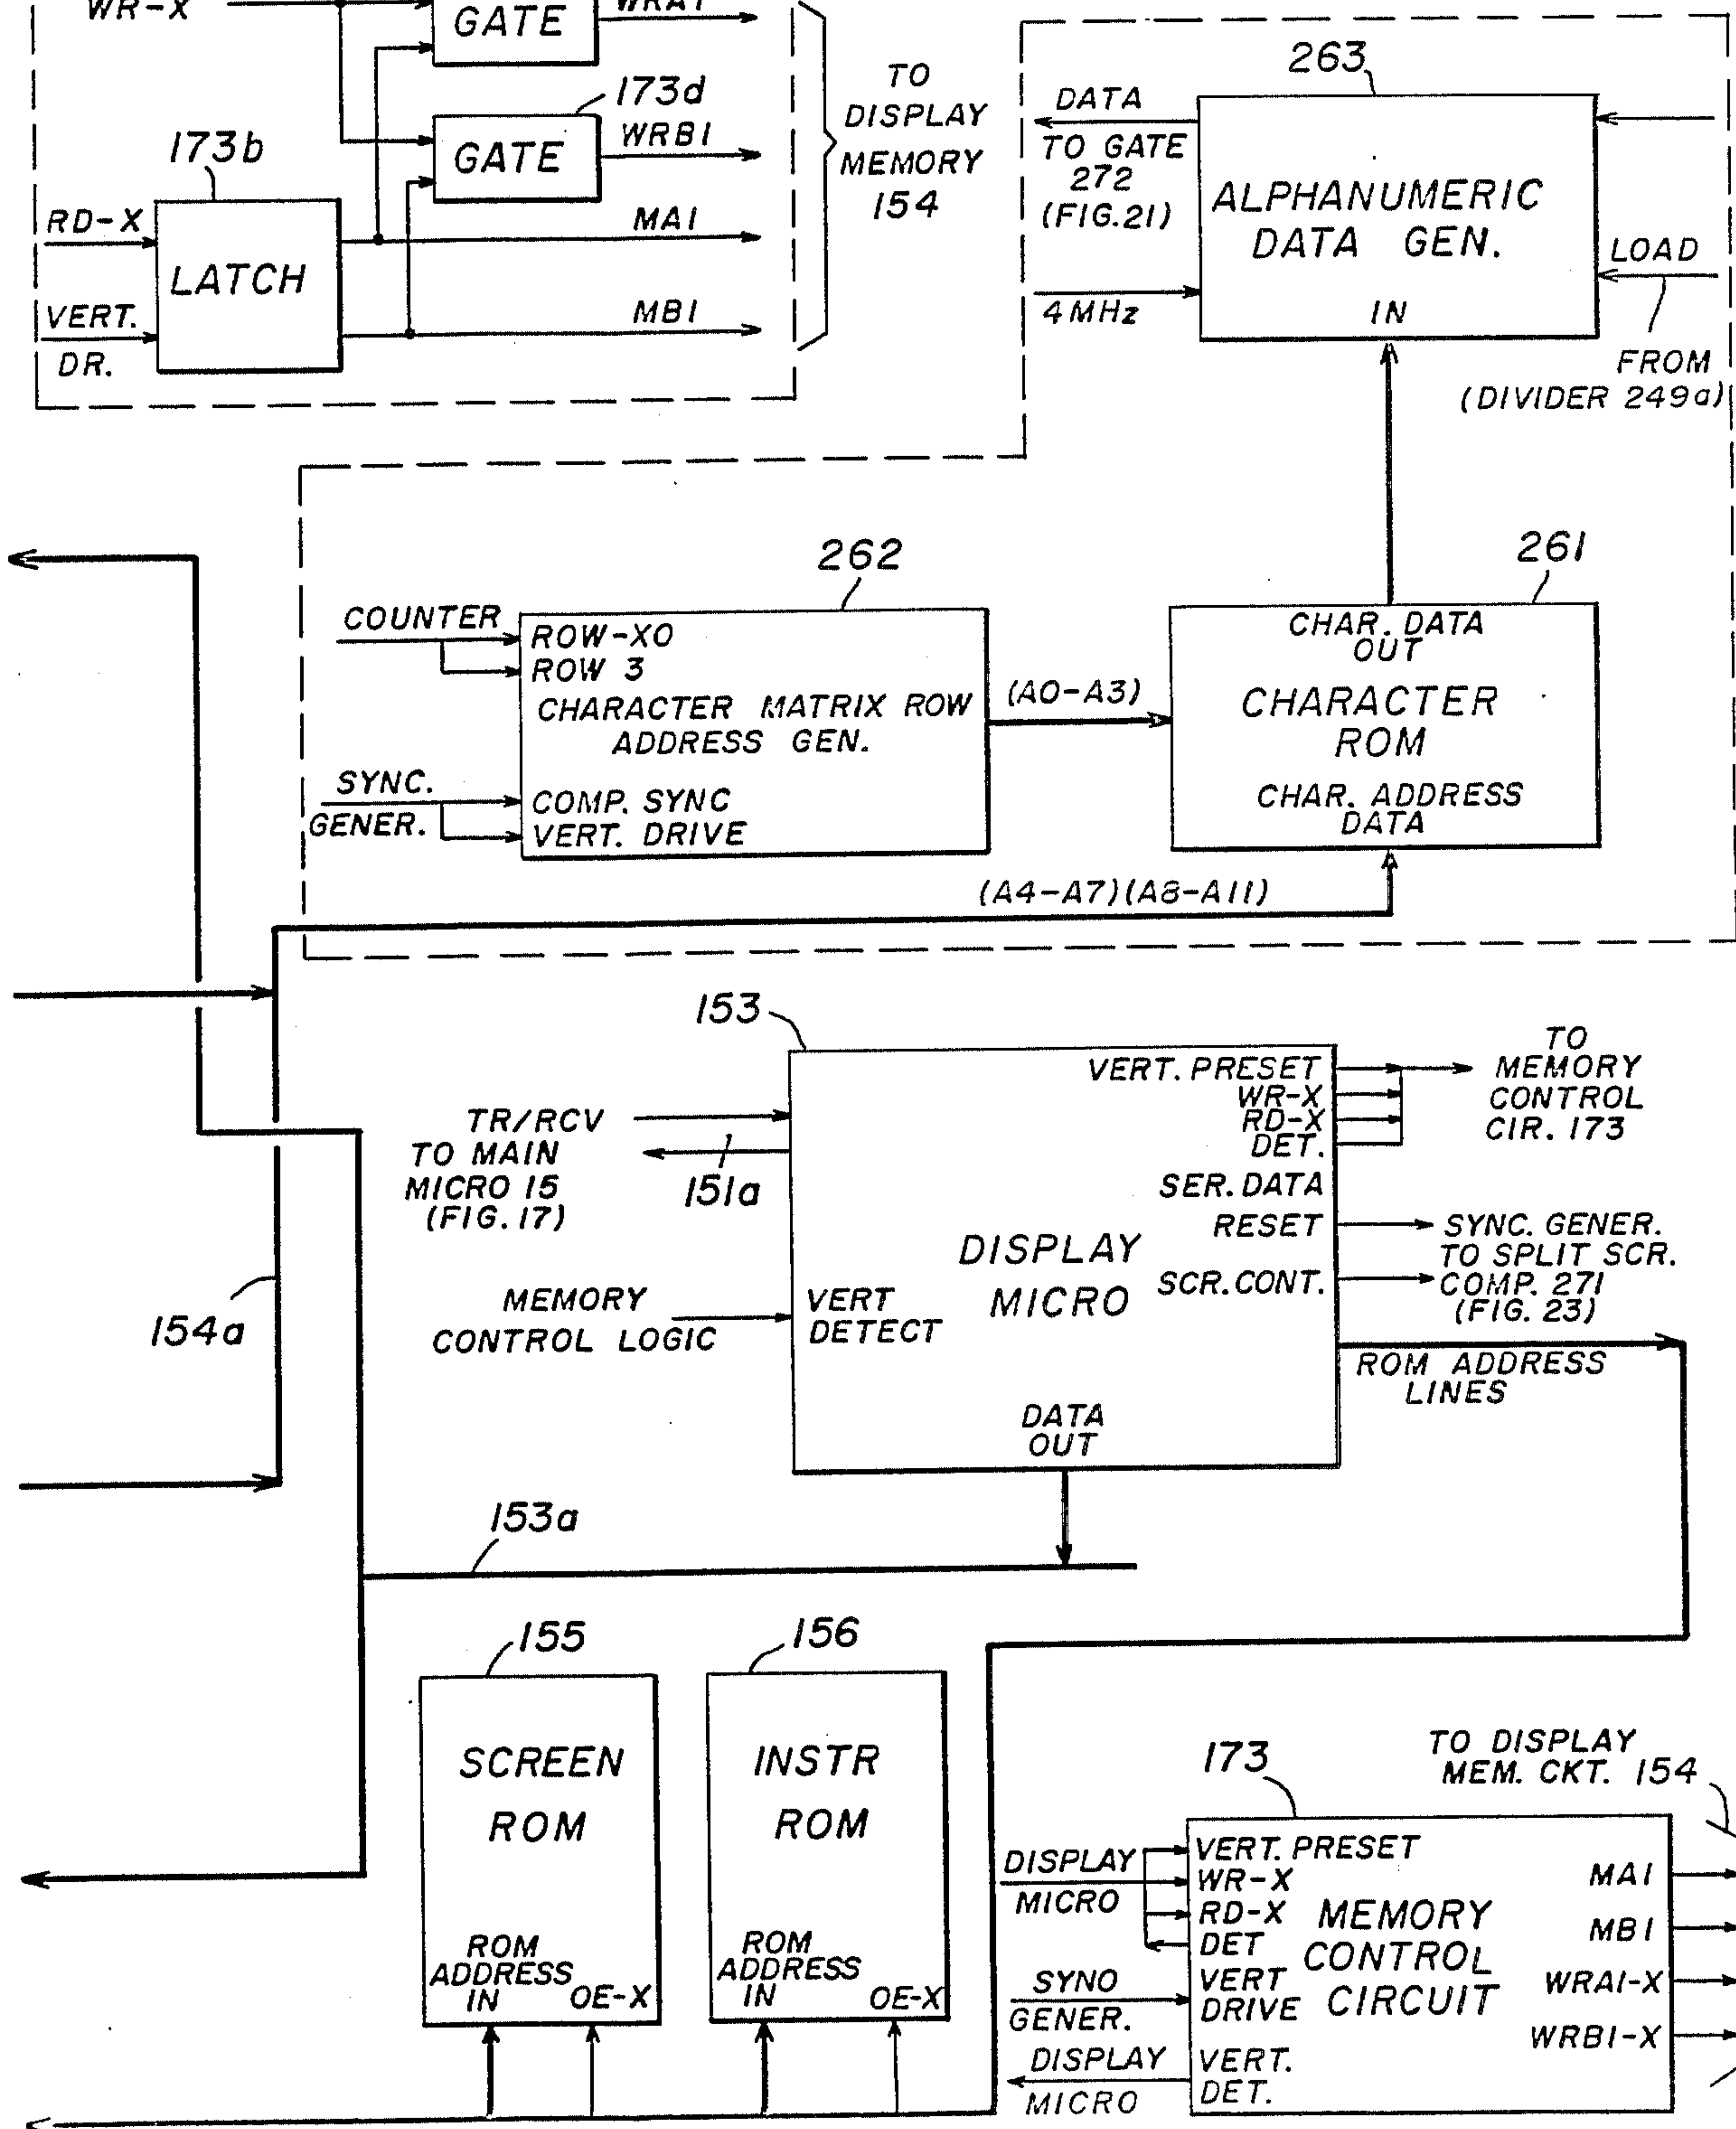 WR-X
GATE
WRA1
173d
173b
GATE
WRB1
RD-X
LATCH
MA1
VERT.
DR.
MB1
TO
DISPLAY
MEMORY
154
263
DATA
TO GATE
272
(FIG.21)
ALPHANUMERIC
DATA GEN.
LOAD
4MHz
IN
FROM
(DIVIDER 249a)
262
261
COUNTER
ROW-XO
ROW 3
CHARACTER MATRIX ROW
ADDRESS GEN.
SYNC.
GENER.
COMP. SYNC
VERT. DRIVE
(A0-A3)
CHAR. DATA
OUT
CHARACTER
ROM
CHAR. ADDRESS
DATA
(A4-A7)(A8-A11)
153
TR/RCV
TO MAIN
MICRO 15
(FIG. 17)
151a
VERT. PRESET
WR-X
RD-X
DET.
TO
MEMORY
CONTROL
CIR. 173
SER. DATA
RESET
SYNC. GENER.
TO SPLIT SCR.
COMP. 271
(FIG. 23)
DISPLAY
MICRO
SCR. CONT.
154a
MEMORY
CONTROL LOGIC
VERT
DETECT
ROM ADDRESS
LINES
DATA
OUT
153a
155
156
SCREEN
ROM
INSTR
ROM
ROM
ADDRESS
IN
OE-X
ROM
ADDRESS
IN
OE-X
173
TO DISPLAY
MEM. CKT. 154
DISPLAY
MICRO
VERT. PRESET
WR-X
RD-X
DET
MEMORY
CONTROL
CIRCUIT
MA1
MB1
WRA1-X
WRB1-X
SYNO
GENER.
VERT
DRIVE
DISPLAY
MICRO
VERT.
DET.